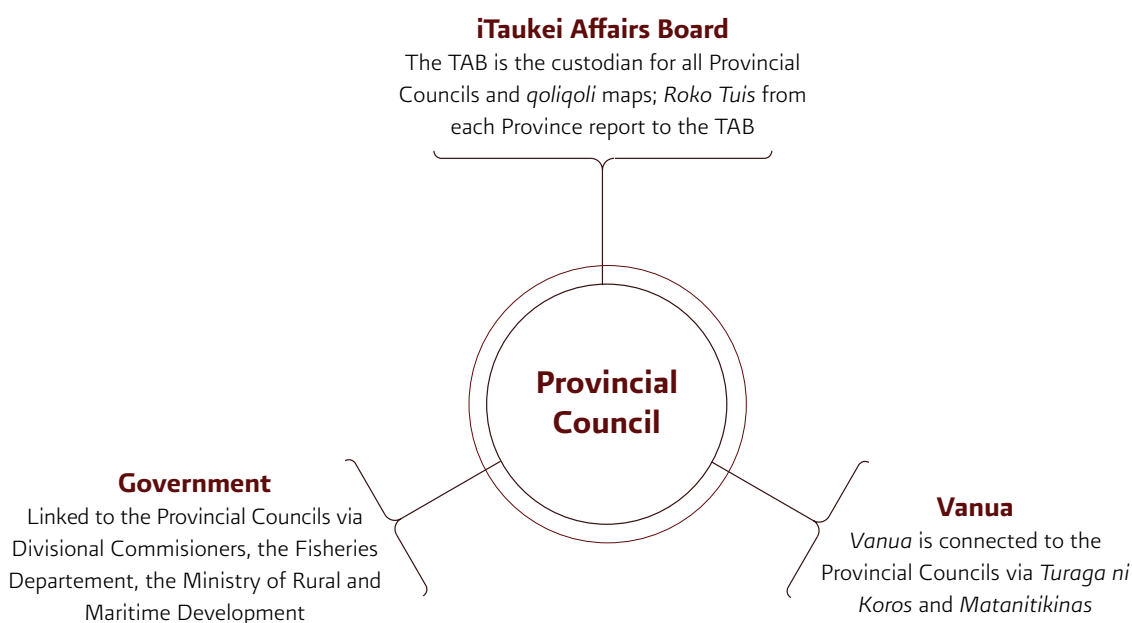 iTaukei Affairs Board
The TAB is the custodian for all Provincial
Councils and qoliqoli maps; Roko Tuis from
each Province report to the TAB
Provincial
Council
Government
Linked to the Provincial Councils via
Divisional Commisioners, the Fisheries
Departement, the Ministry of Rural and
Maritime Development
Vanua
Vanua is connected to the
Provincial Councils via Turaga ni
Koros and Matanitikinas